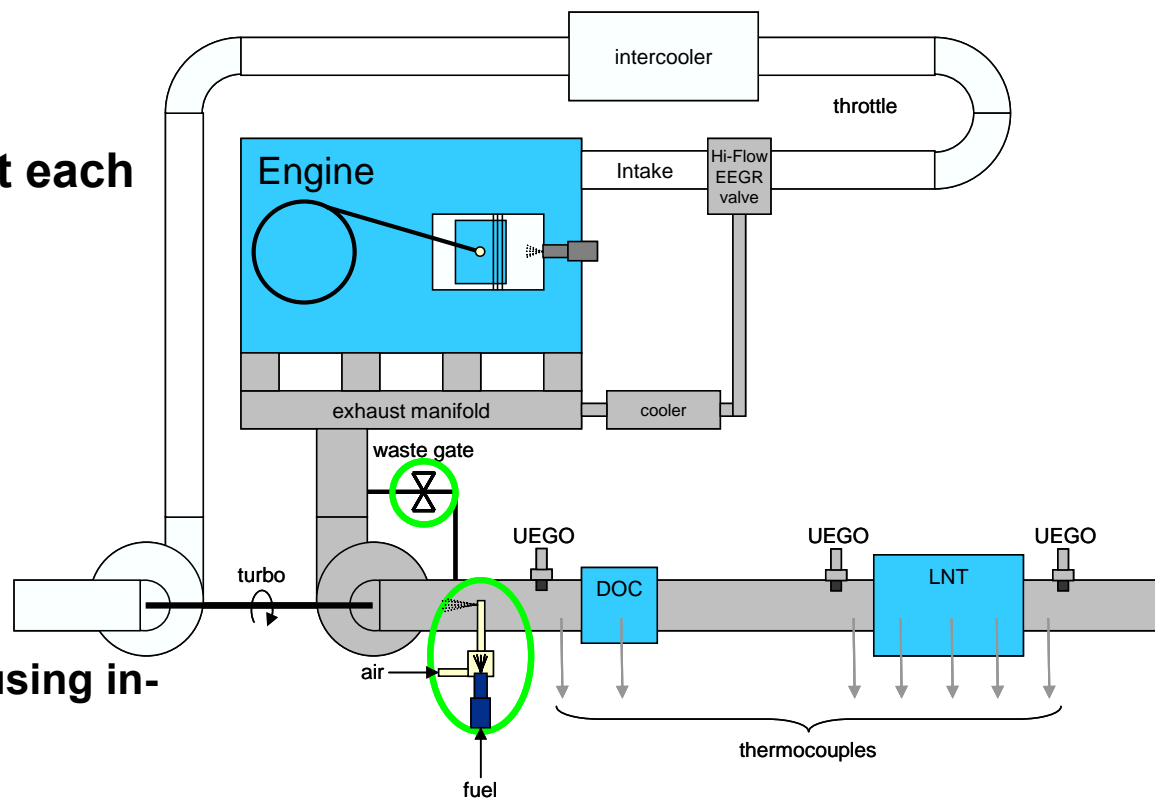 intercooler
throttle
t each
Engine
Intake
Hi-Flow
EEGR
valve
exhaust manifold
cooler
waste gate
UEGO
UEGO
UEGO
turbo
DOC
LNT
air
using in-
thermocouples
fuel